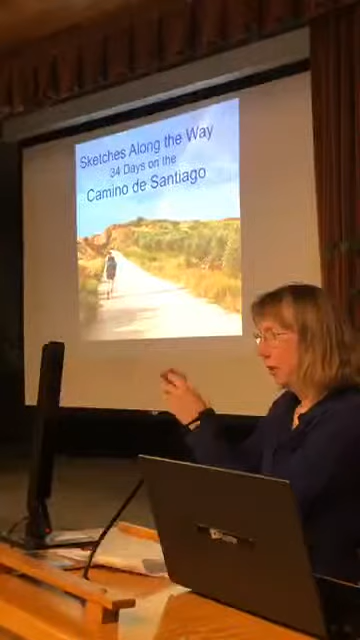 Sketches Along the Way
34 Days on the
Camino de Santiago